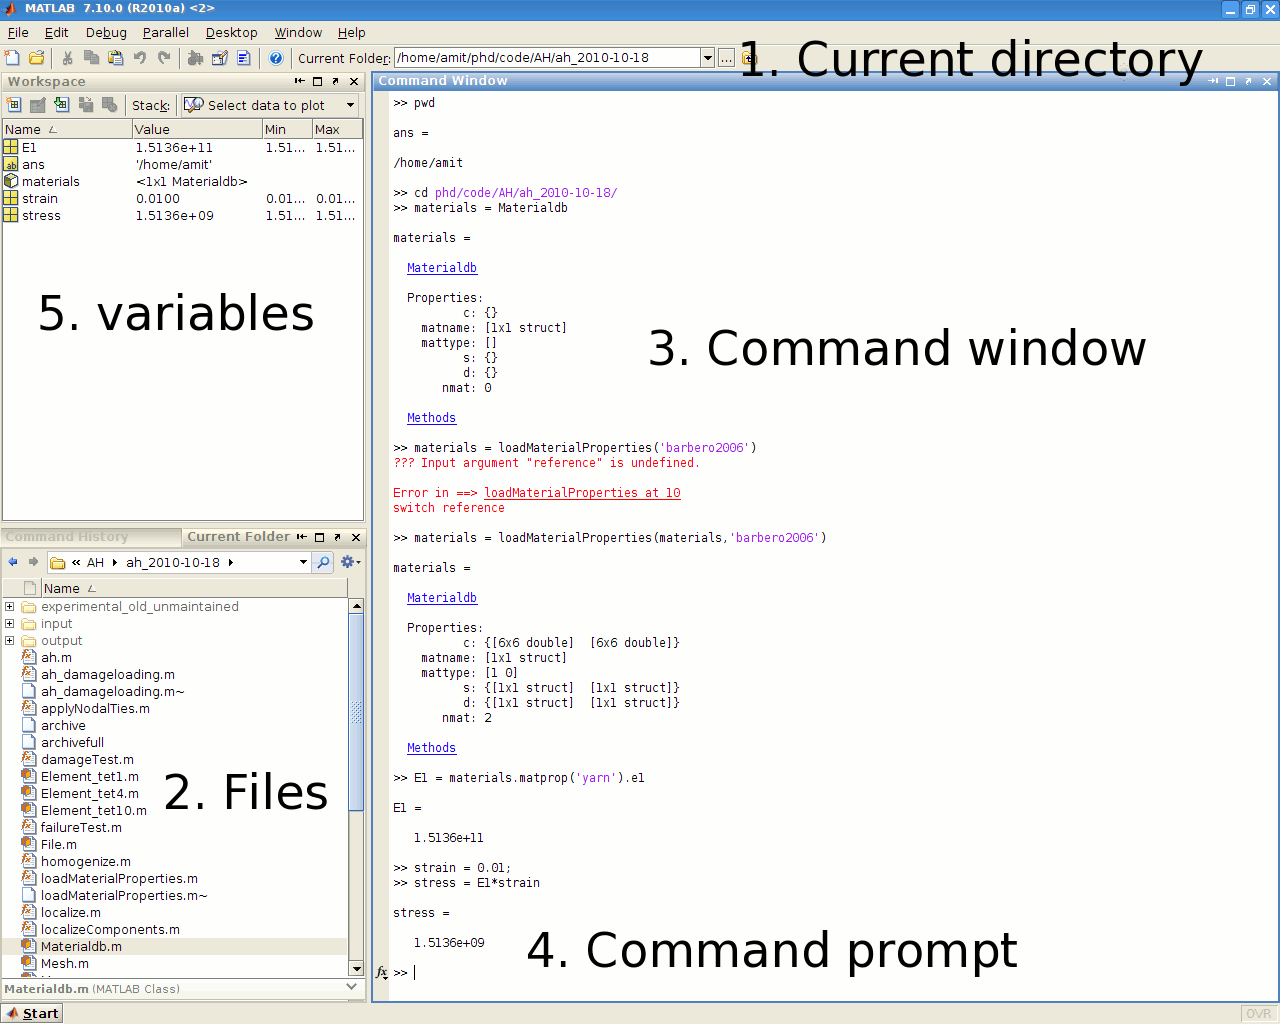 MATLAB 7.10.0 (R2010a) <2>
File Edit Debug Parallel Desktop Window Help
Current Folder: /home/amit/phd/code/AH/ah_2010-10-18 ...
1. Current directory
Workspace
Stack: Select data to plot
Name Value Min Max
E1 1.5136e+11 1.51... 1.51...
ans '/home/amit'
materials <1x1 Materialdb>
strain 0.0100 0.01... 0.01...
stress 1.5136e+09 1.51... 1.51...
5. variables
Command History Current Folder
« AH ah_2010-10-18
Name
experimental_old_unmaintained
input
output
ah.m
ah_damageloading.m
ah_damageloading.m~
applyNodalTies.m
archive
archivefull
damageTest.m
Element_tet1.m
Element_tet4.m
Element_tet10.m
failureTest.m
File.m
homogenize.m
loadMaterialProperties.m
loadMaterialProperties.m~
localize.m
localizeComponents.m
Materialdb.m
Mesh.m
2. Files
Materialdb.m (MATLAB Class)
Command Window
>> pwd
ans =
/home/amit
>> cd phd/code/AH/ah_2010-10-18/
>> materials = Materialdb
materials =
Materialdb
Properties:
c: {}
matname: [1x1 struct]
mattype: []
s: {}
d: {}
nmat: 0
Methods
3. Command window
>> materials = loadMaterialProperties('barbero2006')
??? Input argument "reference" is undefined.
Error in ==> loadMaterialProperties at 10
switch reference
>> materials = loadMaterialProperties(materials,'barbero2006')
materials =
Materialdb
Properties:
c: {[6x6 double] [6x6 double]}
matname: [1x1 struct]
mattype: [1 0]
s: {[1x1 struct] [1x1 struct]}
d: {[1x1 struct] [1x1 struct]}
nmat: 2
Methods
>> E1 = materials.matprop('yarn').e1
E1 =
1.5136e+11
>> strain = 0.01;
>> stress = E1*strain
stress =
1.5136e+09
4. Command prompt
fx >>
Start
OVR